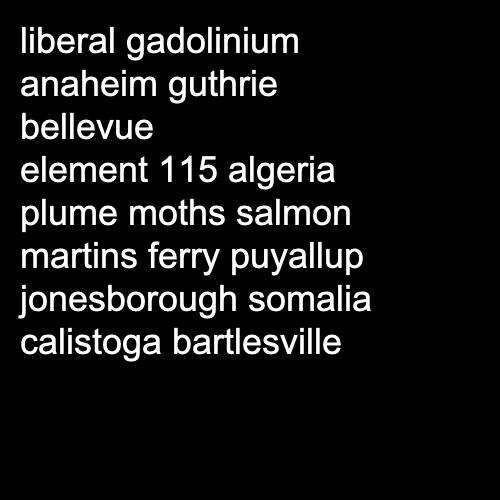 liberal gadolinium
anaheim guthrie
bellevue
element 115 algeria
plume moths salmon
martins ferry puyallup
jonesborough somalia
calistoga bartlesville